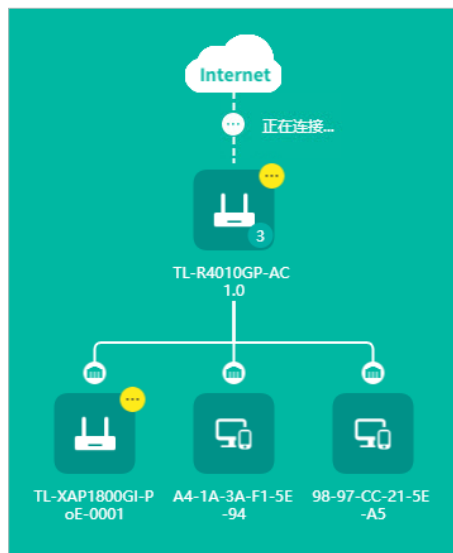 Internet
正在连接...
3
TL-R4010GP-AC
1.0
TL-XAP1800GI-P
oE-0001
A4-1A-3A-F1-5E
-94
98-97-CC-21-5E
-A5